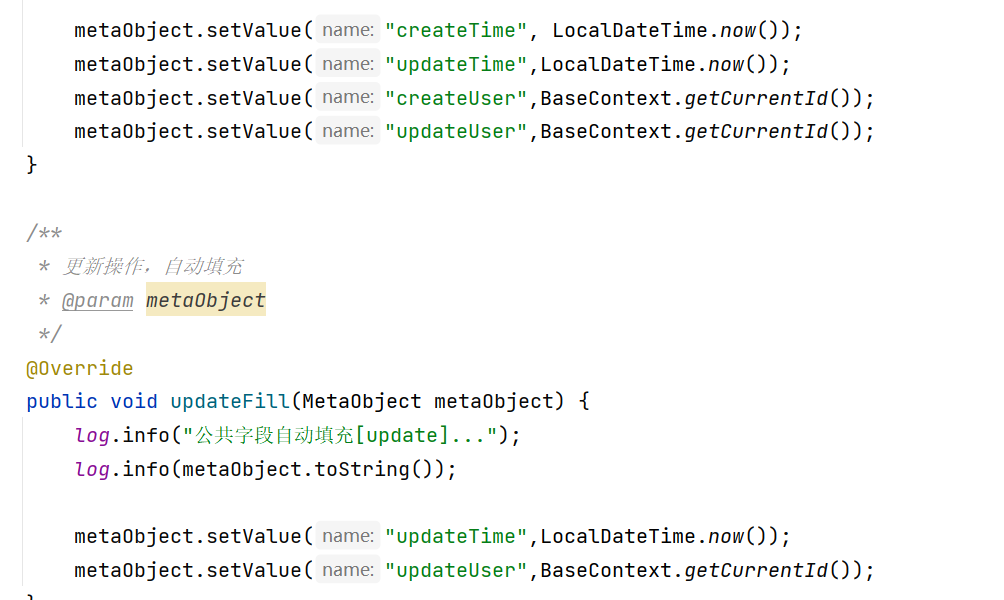 metaObject.setValue( name: "createTime", LocalDateTime.now());
metaObject.setValue( name: "updateTime",LocalDateTime.now());
metaObject.setValue( name: "createUser",BaseContext.getCurrentId());
metaObject.setValue( name: "updateUser",BaseContext.getCurrentId());
}
/**
* 更新操作，自动填充
* @param metaObject
*/
@Override
public void updateFill(MetaObject metaObject) {
log.info("公共字段自动填充[update]...");
log.info(metaObject.toString());
metaObject.setValue( name: "updateTime",LocalDateTime.now());
metaObject.setValue( name: "updateUser",BaseContext.getCurrentId());
}